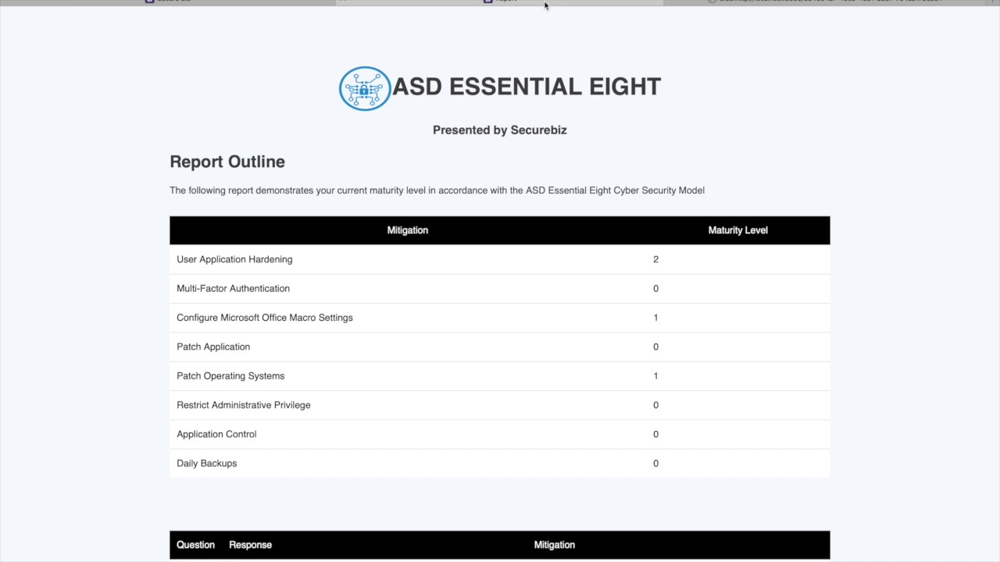 ASD ESSENTIAL EIGHT
Presented by Securebiz
Report Outline
The following report demonstrates your current maturity level in accordance with the ASD Essential Eight Cyber Security Model
Mitigation Maturity Level
User Application Hardening 2
Multi-Factor Authentication 0
Configure Microsoft Office Macro Settings 1
Patch Application 0
Patch Operating Systems 1
Restrict Administrative Privilege 0
Application Control 0
Daily Backups 0
Question Response Mitigation